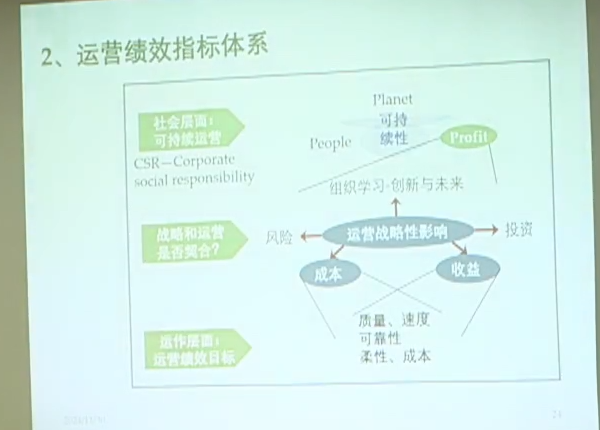 2、运营绩效指标体系
Planet
社会层面：
可持续运营
可持
续性
People
Profit
CSR—Corporate
social responsibility
组织学习-创新与未来
战略和运营
是否契合？
风险
运营战略性影响
投资
成本
收益
质量、速度
可靠性
柔性、成本
运作层面：
运营绩效目标